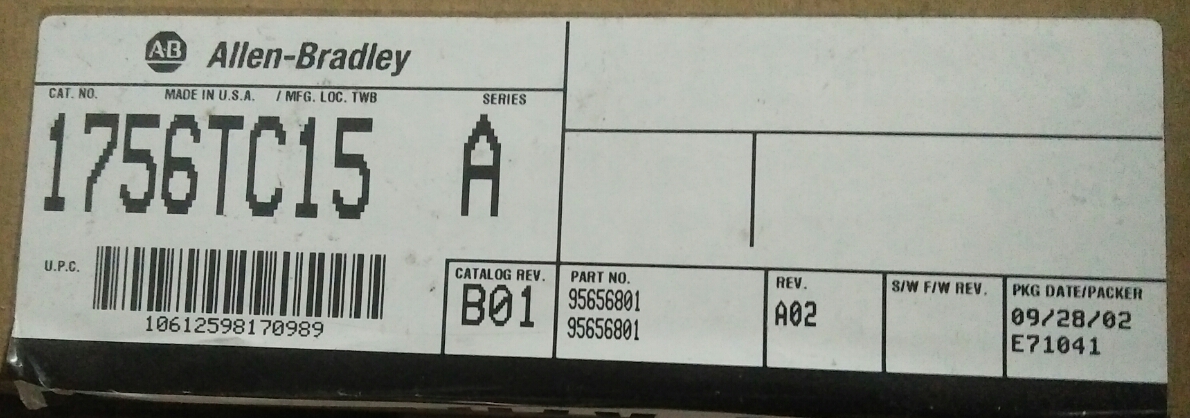 AB Allen-Bradley
CAT. NO. MADE IN U.S.A. / MFG. LOC. TWB SERIES
1756TC15 A
U.P.C.
10612598170989
CATALOG REV.
B01
PART NO.
95656801
95656801
REV.
A02
S/W F/W REV.
PKG DATE/PACKER
09/28/02
E71041